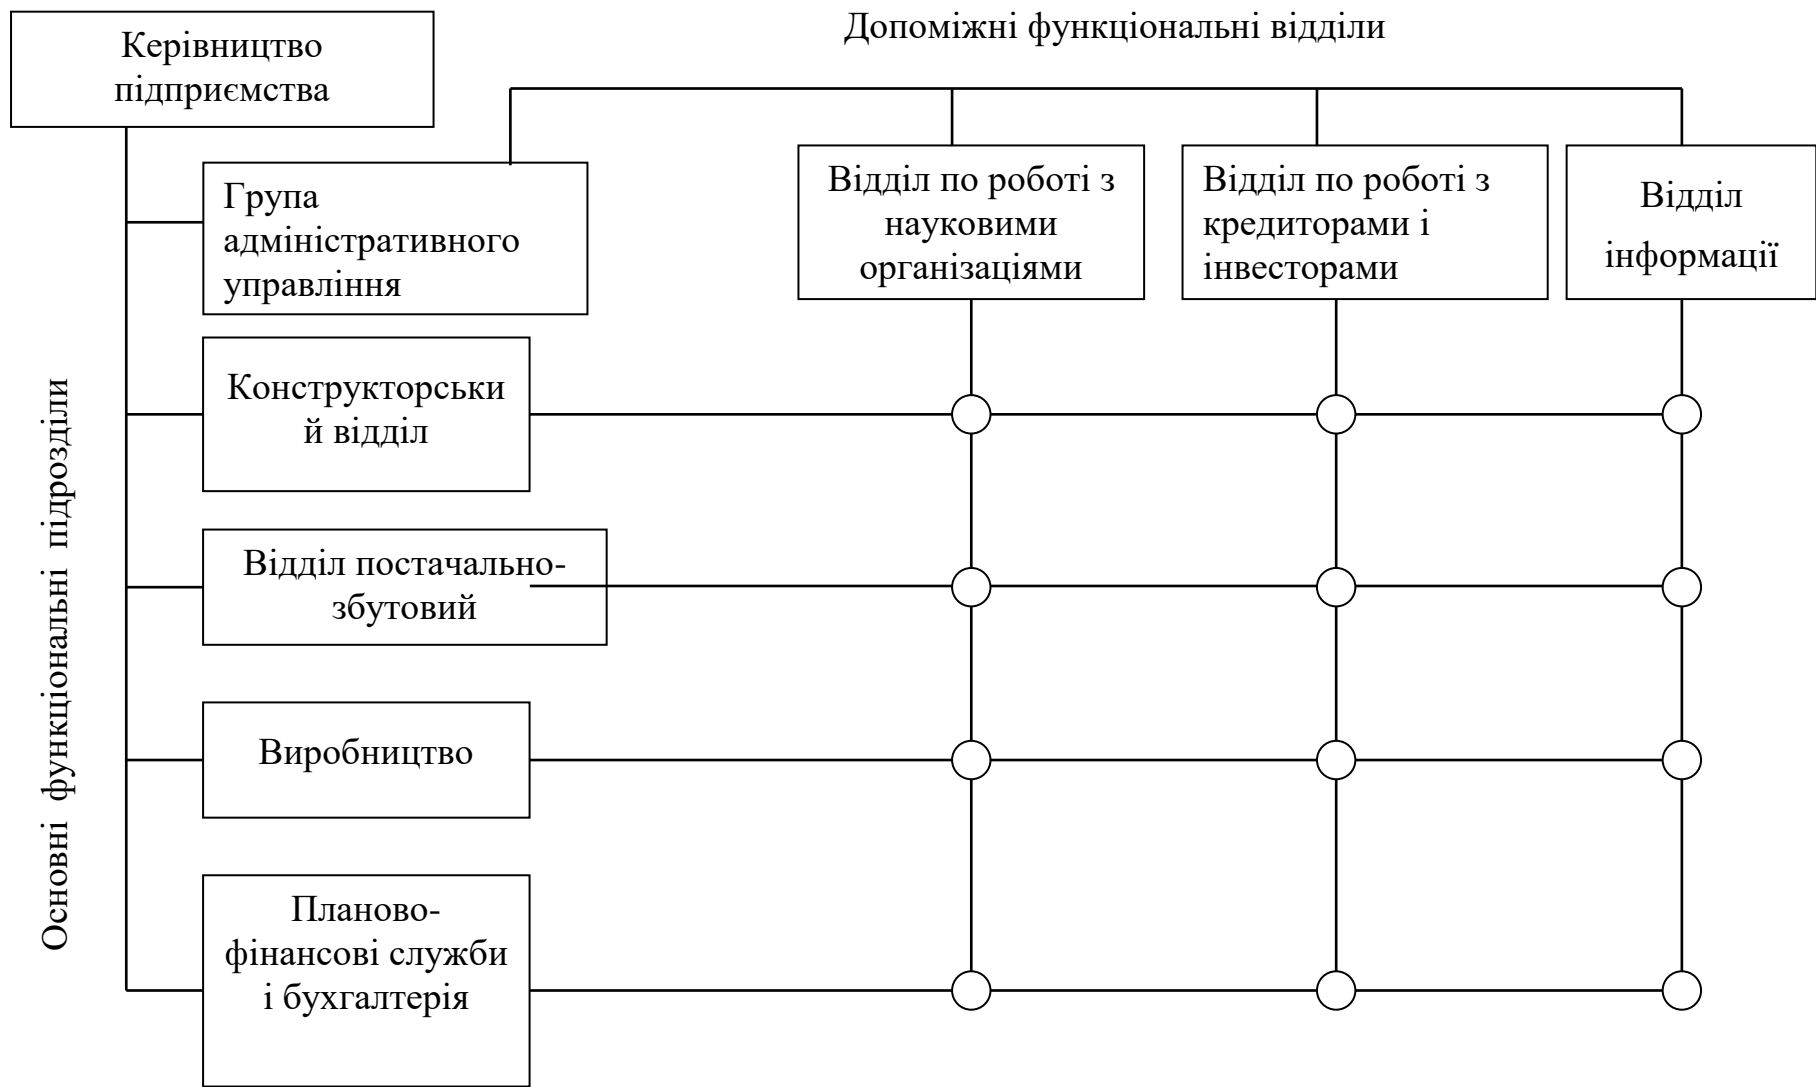 Керівництво
підприємства
Допоміжні функціональні відділи
Група
адміністративного
управління
Відділ по роботі з
науковими
організаціями
Відділ по роботі з
кредиторами і
інвесторами
Відділ
інформації
Основні функціональні підрозділи
Конструкторськи
й відділ
Відділ постачально-
збутовий
Виробництво
Планово-
фінансові служби
і бухгалтерія